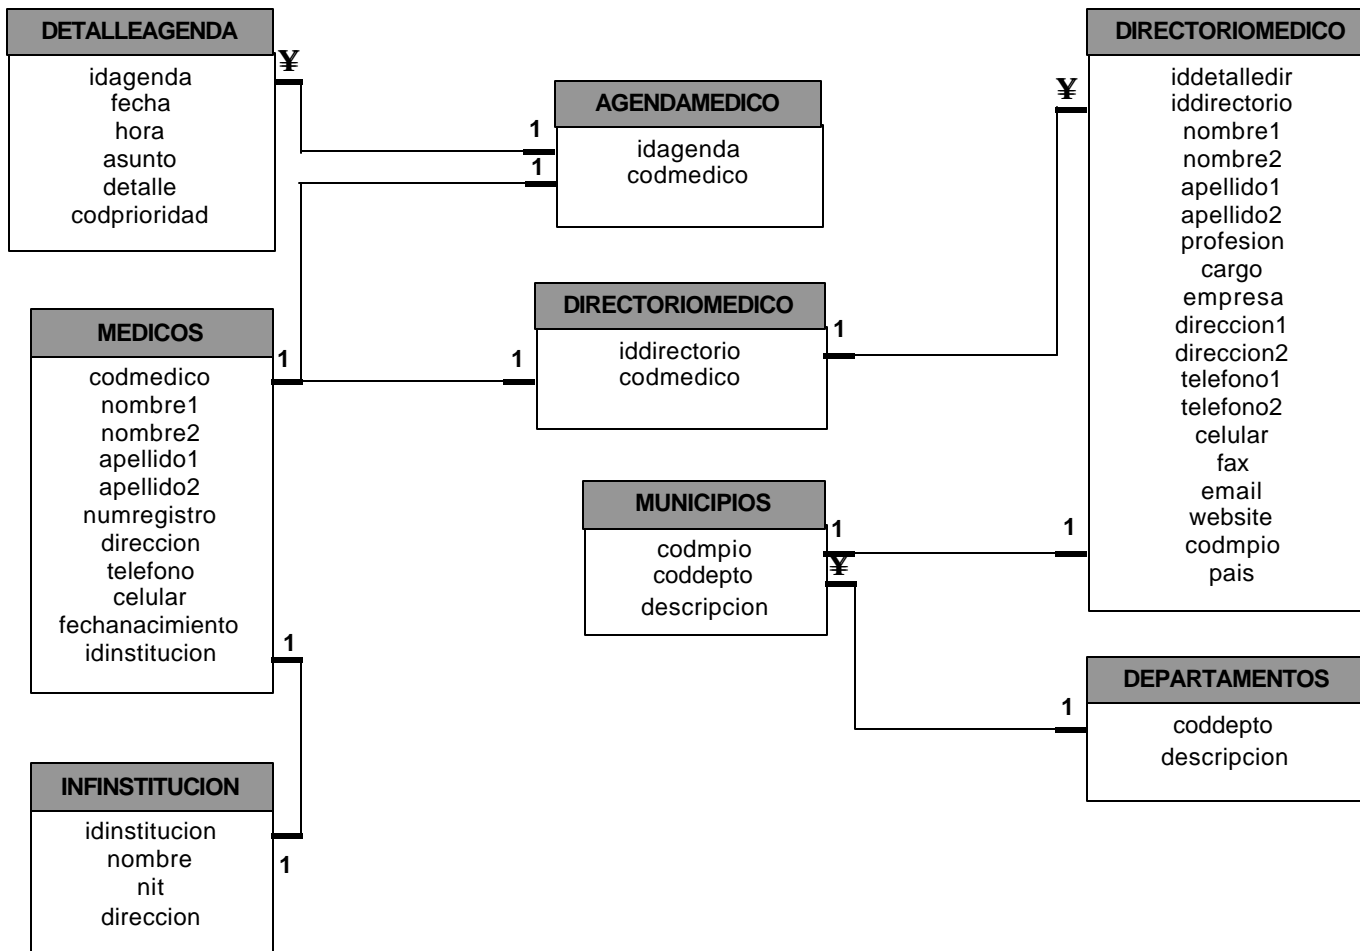 DETALLEAGENDA
idagenda
fecha
hora
asunto
detalle
codprioridad
¥
1
1
AGENDAMEDICO
idagenda
codmedico
MEDICOS
codmedico
nombre1
nombre2
apellido1
apellido2
numregistro
direccion
telefono
celular
fechanacimiento
idinstitucion
1
1
DIRECTORIOMEDICO
iddirectorio
codmedico
1
¥
DIRECTORIOMEDICO
iddetalledir
iddirectorio
nombre1
nombre2
apellido1
apellido2
profesion
cargo
empresa
direccion1
direccion2
telefono1
telefono2
celular
fax
email
website
codmpio
pais
MUNICIPIOS
codmpio
coddepto
descripcion
1
1
¥
1
DEPARTAMENTOS
coddepto
descripcion
1
INFINSTITUCION
idinstitucion
nombre
nit
direccion
1